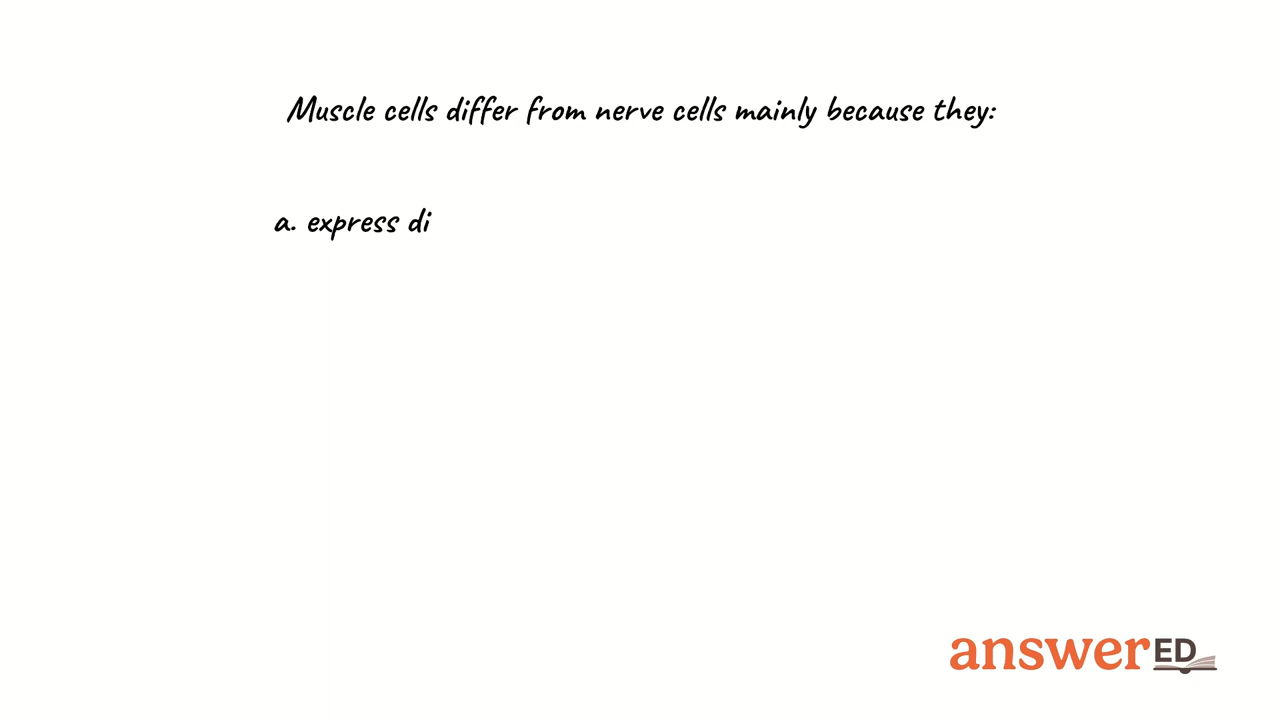 Muscle cells differ from nerve cells mainly because they:
a. express di
answerED